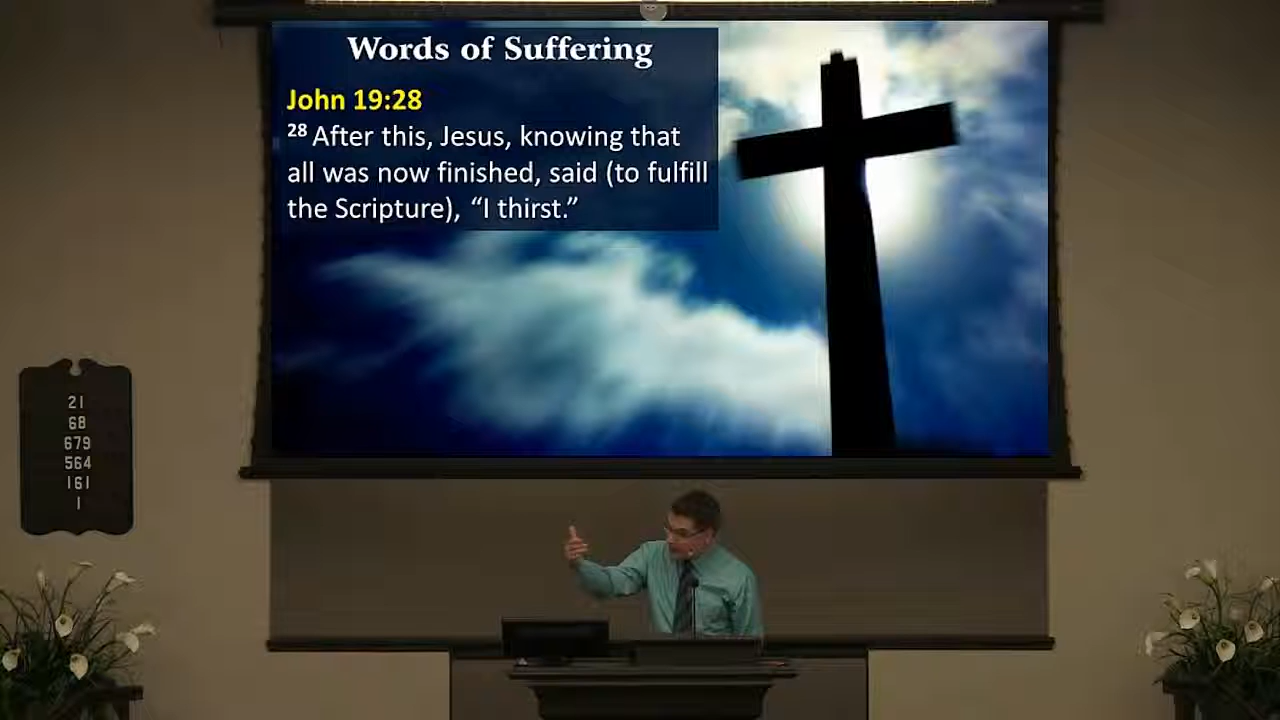 Words of Suffering
John 19:28
28 After this, Jesus, knowing that
all was now finished, said (to fulfill
the Scripture), “I thirst.”
21
68
679
564
161
1